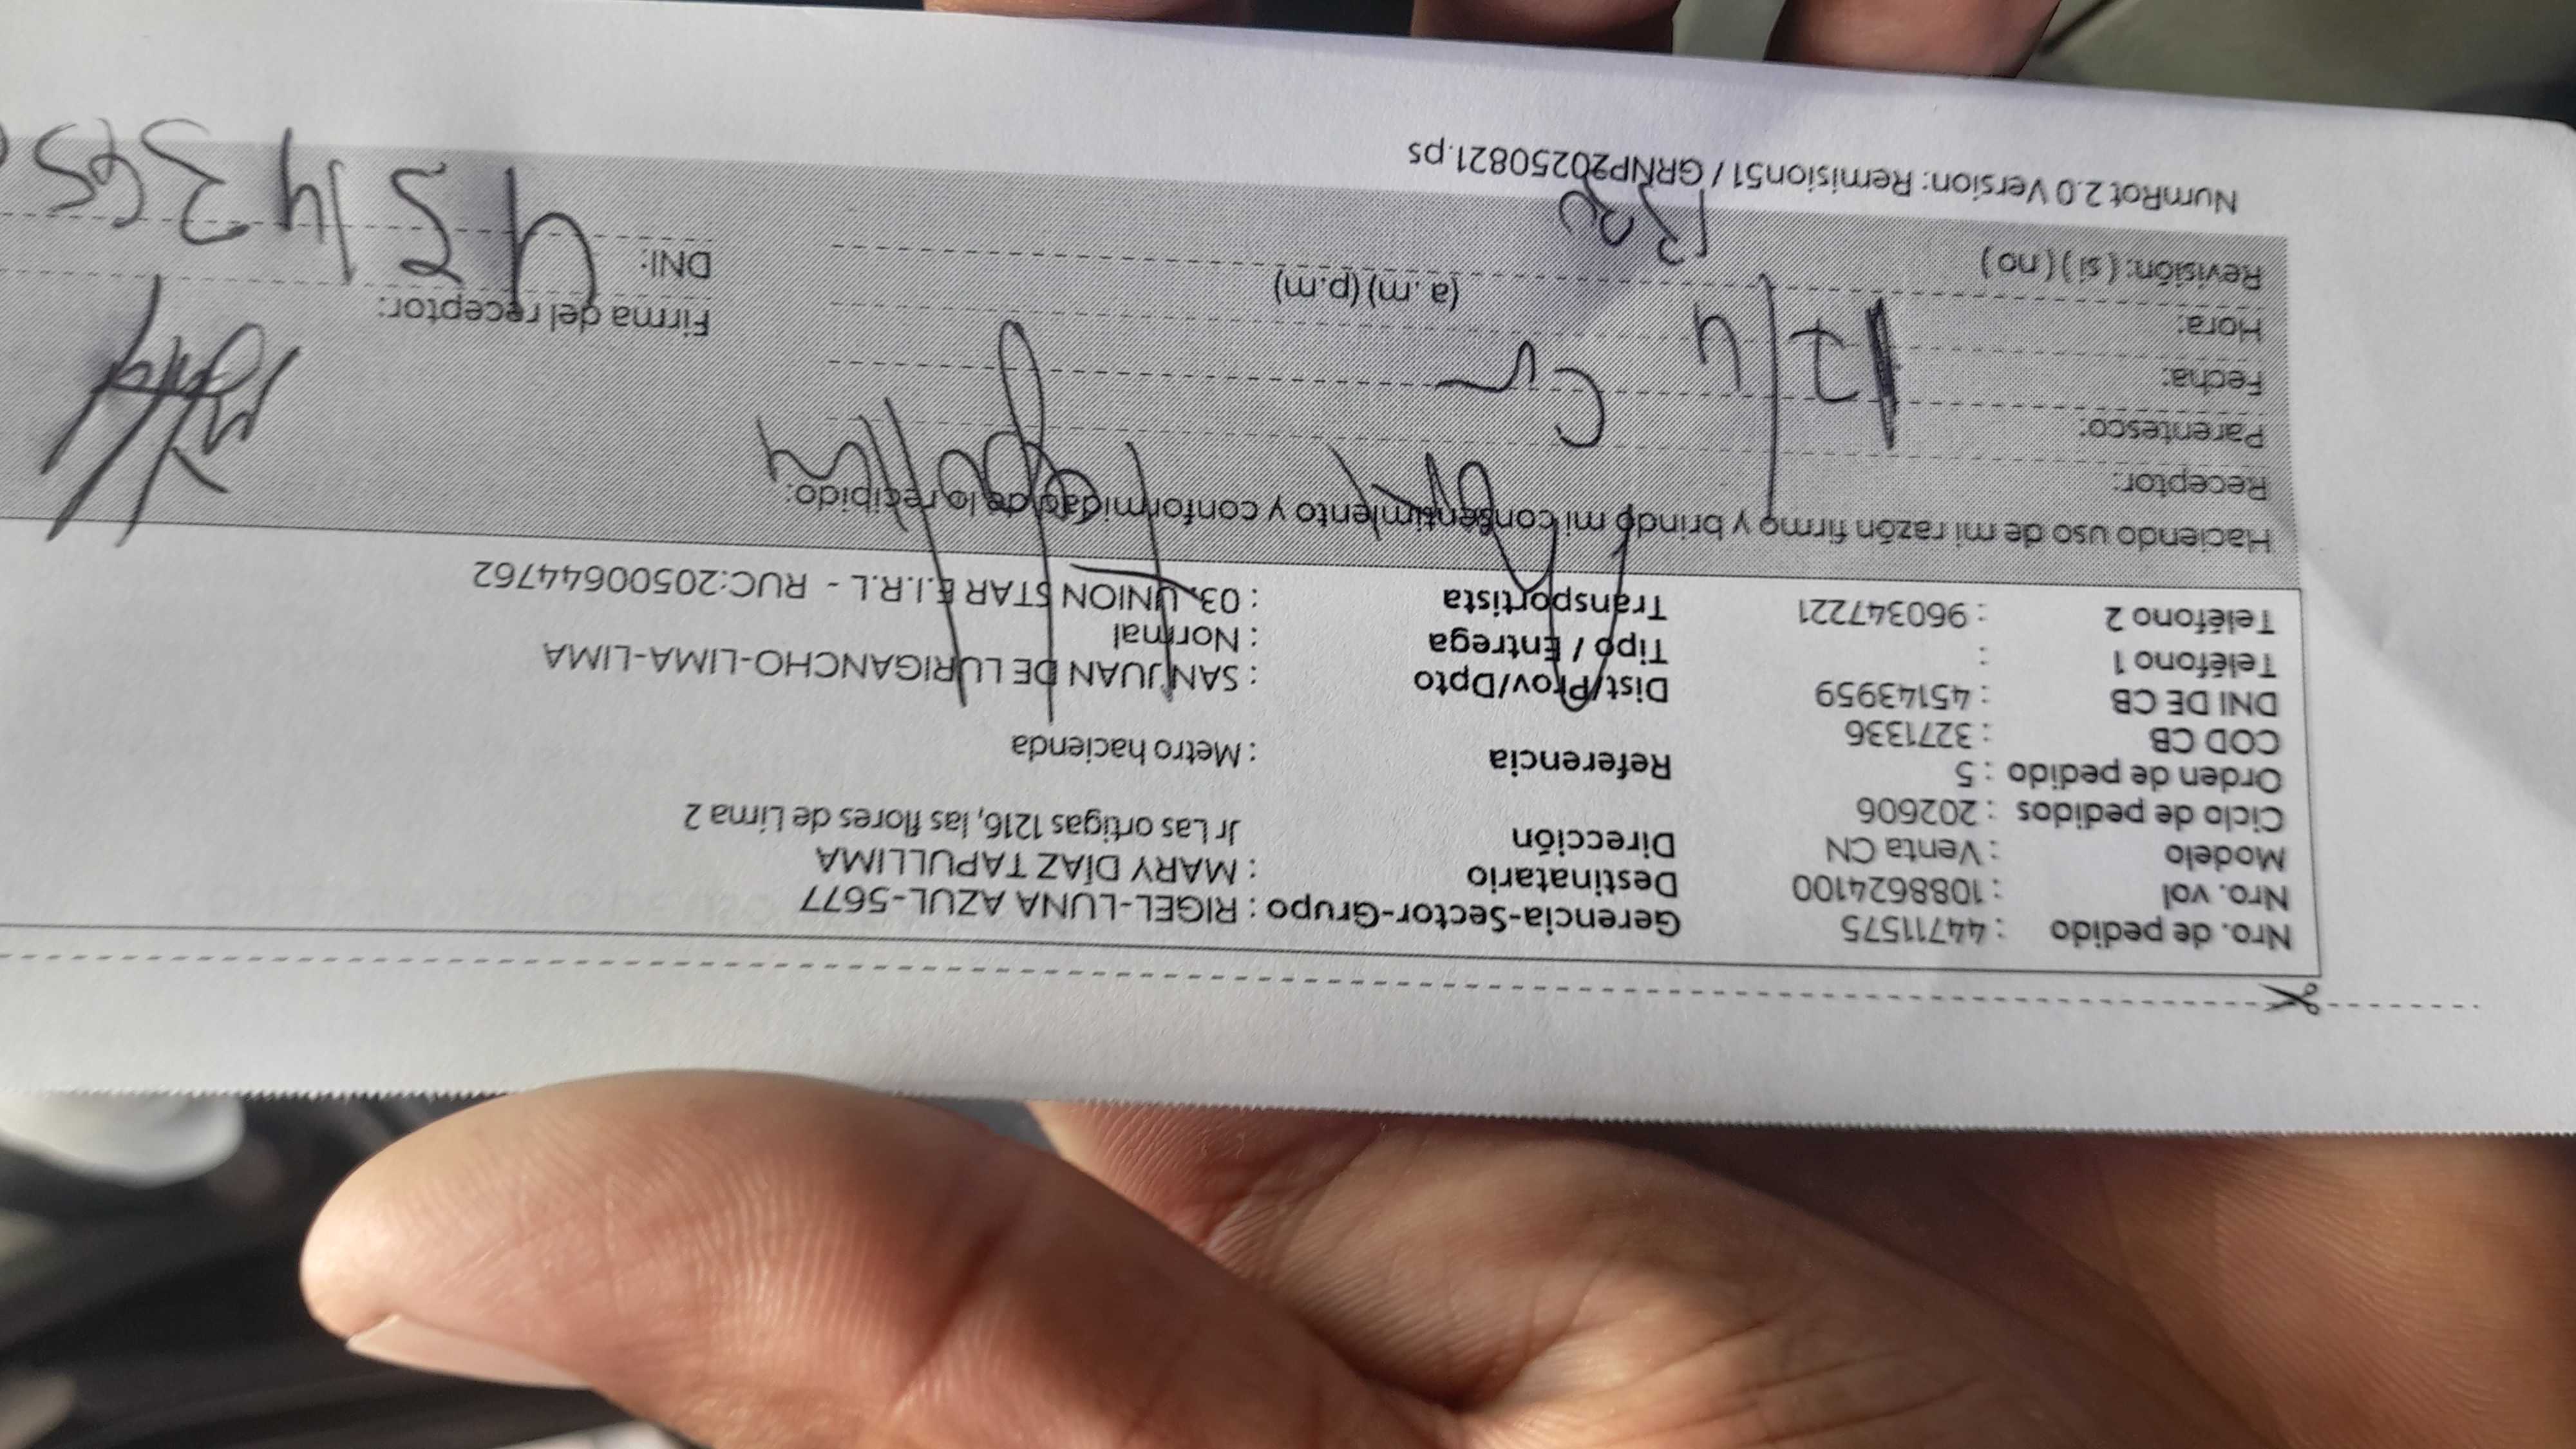 Nro. de pedido : 44711575 Gerencia-Sector-Grupo : RIGEL-LUNA AZUL-5677
Nro. vol : 1088624100 Destinatario : MARY DÍAZ TAPULLIMA
Modelo : Venta CN Dirección Jr Las ortigas 1216, las flores de Lima 2
Ciclo de pedidos : 202606
Orden de pedido : 5 Referencia : Metro hacienda
COD CB : 3271336
DNI DE CB : 45143959 Dist/Prov/Dpto : SAN JUAN DE LURIGANCHO-LIMA-LIMA
Teléfono 1 : Tipo / Entrega : Normal
Teléfono 2 : 960347221 Transportista : 03. UNION STAR E.I.R.L - RUC:20500644762
Haciendo uso de mi razón firmo y brindo mi consentimiento y conformidad de lo recibido:
Receptor:
Parentesco:
Fecha: 12/4
Hora: (a.m) (p.m) Firma del receptor:
Revisión: ( si ) ( no ) DNI:
NumRot 2.0 Version: Remision51 / GRNP20250821.ps